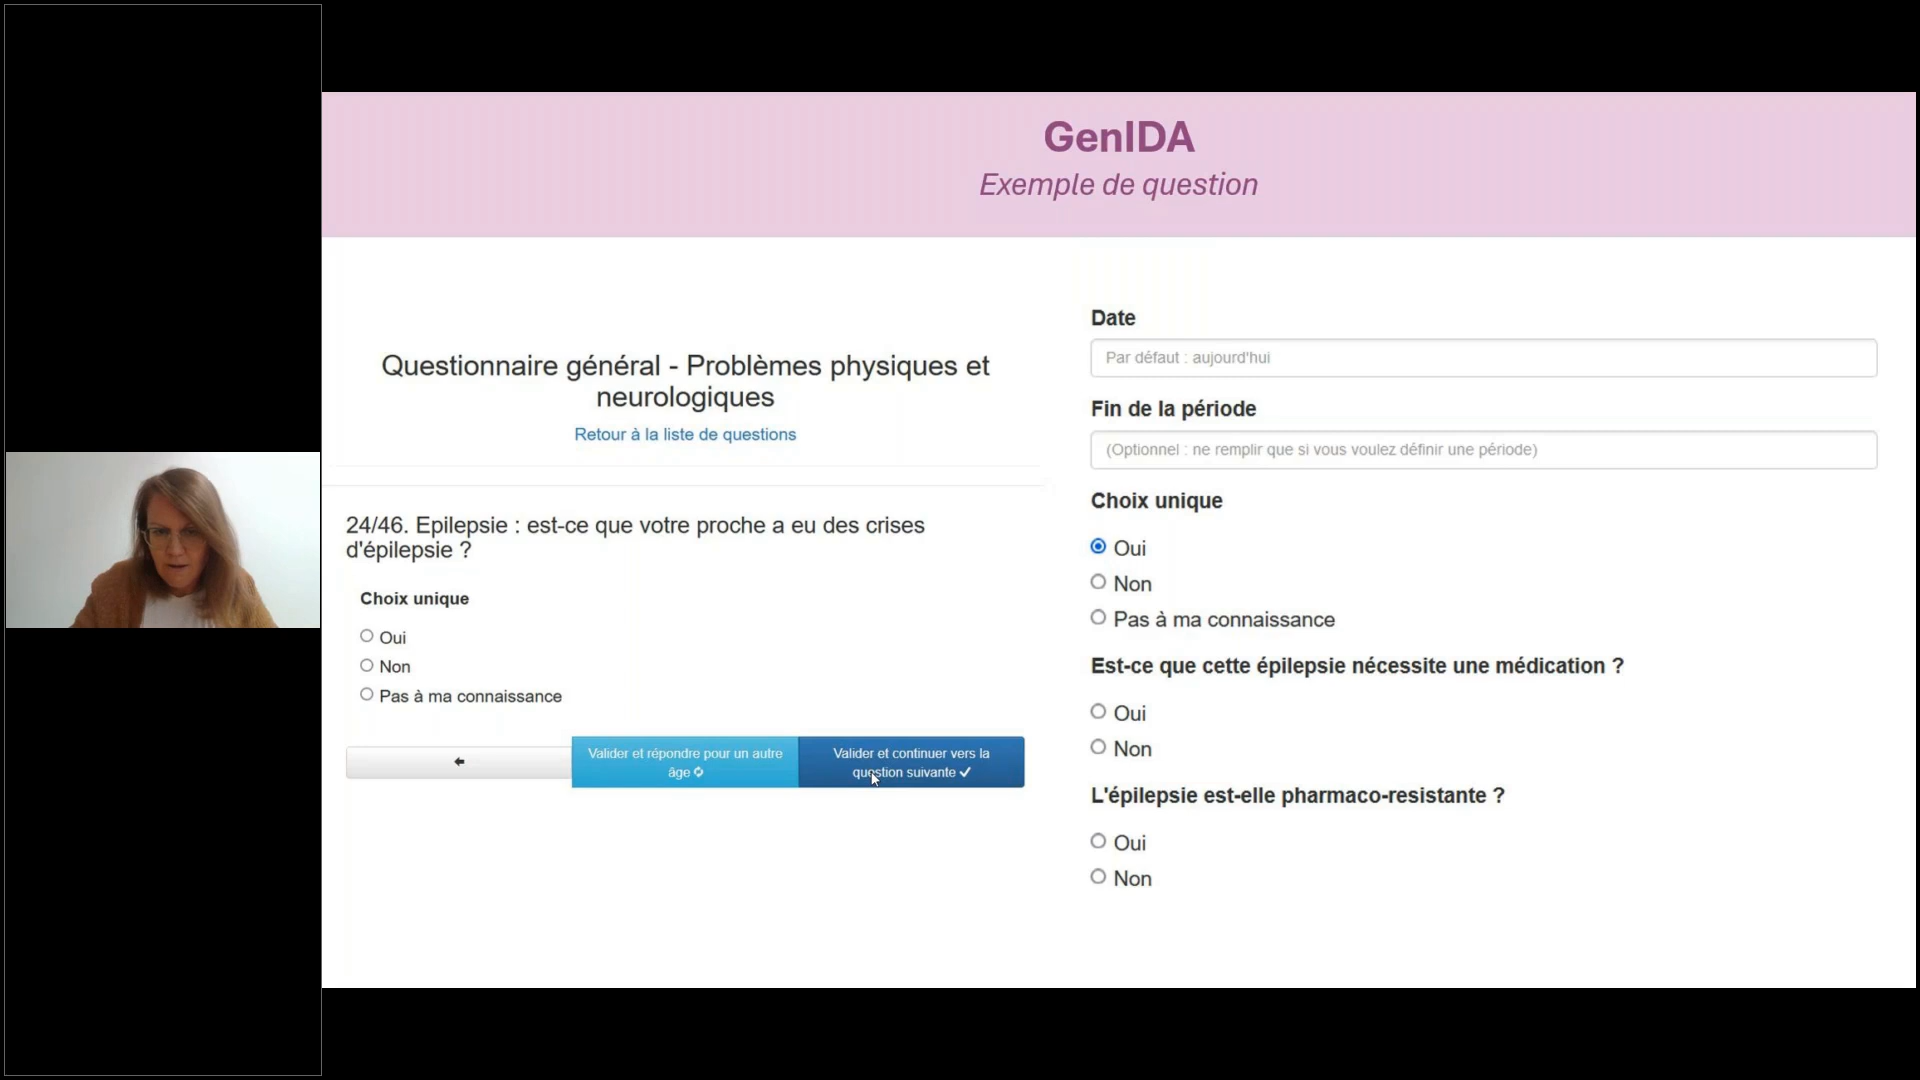 GenIDA
Exemple de question
Questionnaire général - Problèmes physiques et
neurologiques
Retour à la liste de questions
24/46. Epilepsie : est-ce que votre proche a eu des crises
d'épilepsie ?
Choix unique
Oui
Non
Pas à ma connaissance
Valider et répondre pour un autre
âge
Valider et continuer vers la
question suivante
Date
Par défaut : aujourd'hui
Fin de la période
(Optionnel : ne remplir que si vous voulez définir une période)
Choix unique
Oui
Non
Pas à ma connaissance
Est-ce que cette épilepsie nécessite une médication ?
Oui
Non
L'épilepsie est-elle pharmaco-resistante ?
Oui
Non